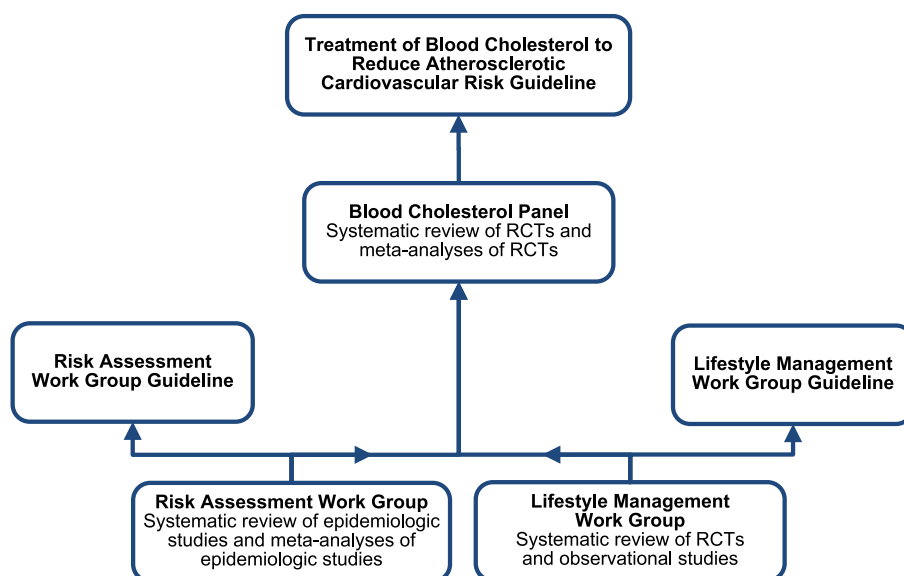 Treatment of Blood Cholesterol to
Reduce Atherosclerotic
Cardiovascular Risk Guideline
Blood Cholesterol Panel
Systematic review of RCTs and
meta-analyses of RCTs
Risk Assessment
Work Group Guideline
Lifestyle Management
Work Group Guideline
Risk Assessment Work Group
Systematic review of epidemiologic
studies and meta-analyses of
epidemiologic studies
Lifestyle Management
Work Group
Systematic review of RCTs
and observational studies